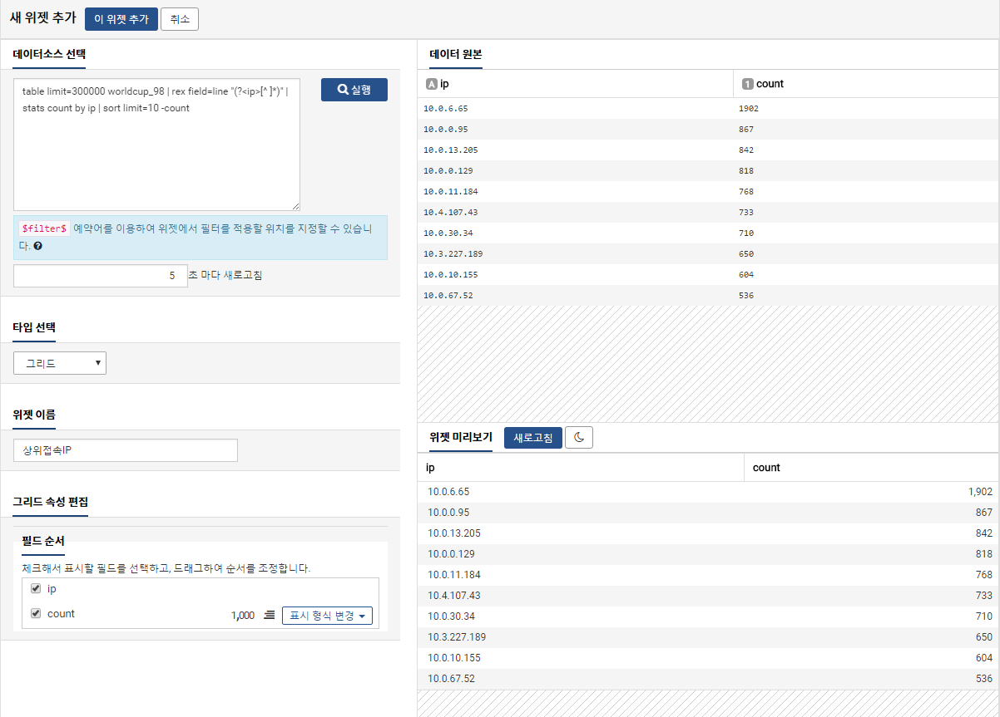 새 위젯 추가 이 위젯 추가 취소
데이터소스 선택
table limit=300000 worldcup_98 | rex field=line "(?<ip>[^ ]*)" |
stats count by ip | sort limit=10 -count
실행
$filter$ 예약어를 이용하여 위젯에서 필터를 적용할 위치를 지정할 수 있습니
다.
5 초 마다 새로고침
타입 선택
그리드
위젯 이름
상위접속IP
그리드 속성 편집
필드 순서
체크해서 표시할 필드를 선택하고, 드래그하여 순서를 조정합니다.
ip
count 1,000 표시 형식 변경
데이터 원본
A ip 1 count
10.0.6.65 1902
10.0.0.95 867
10.0.13.205 842
10.0.0.129 818
10.0.11.184 768
10.4.107.43 733
10.0.30.34 710
10.3.227.189 650
10.0.10.155 604
10.0.67.52 536
위젯 미리보기 새로고침
ip count
10.0.6.65 1,902
10.0.0.95 867
10.0.13.205 842
10.0.0.129 818
10.0.11.184 768
10.4.107.43 733
10.0.30.34 710
10.3.227.189 650
10.0.10.155 604
10.0.67.52 536